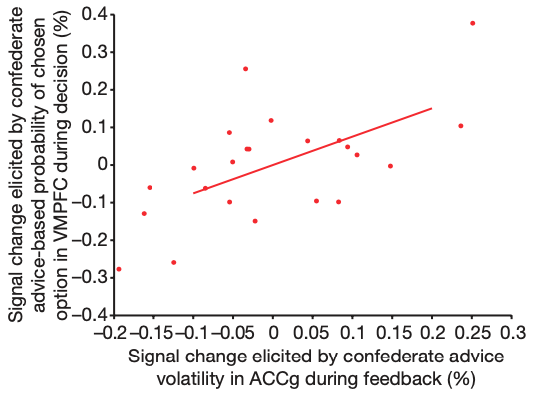 Signal change elicited by confederate
advice-based probability of chosen
option in VMPFC during decision (%)
0.4
0.3
0.2
0.1
0
–0.1
–0.2
–0.3
–0.4
–0.2 –0.15 –0.1 –0.05 0 0.05 0.1 0.15 0.2 0.25 0.3
Signal change elicited by confederate advice
volatility in ACCg during feedback (%)